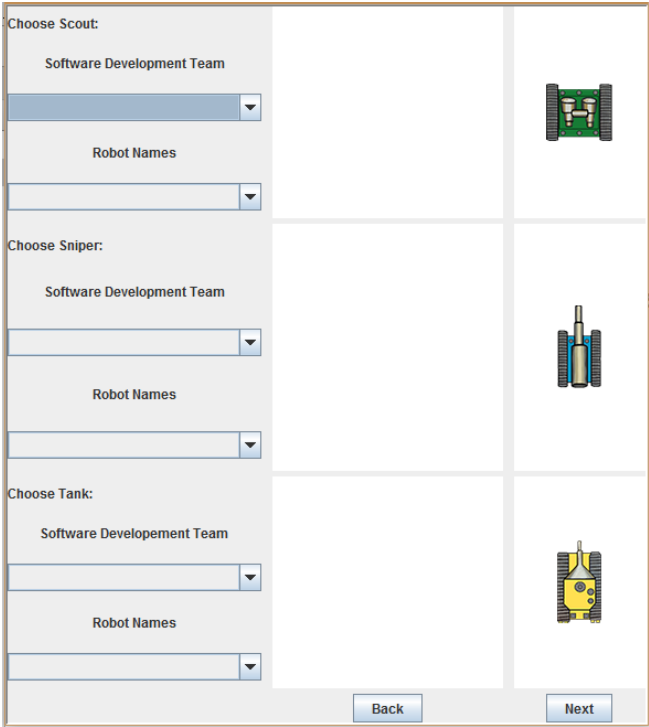 Choose Scout:
Software Development Team
Robot Names
Choose Sniper:
Software Development Team
Robot Names
Choose Tank:
Software Developement Team
Robot Names
Back
Next